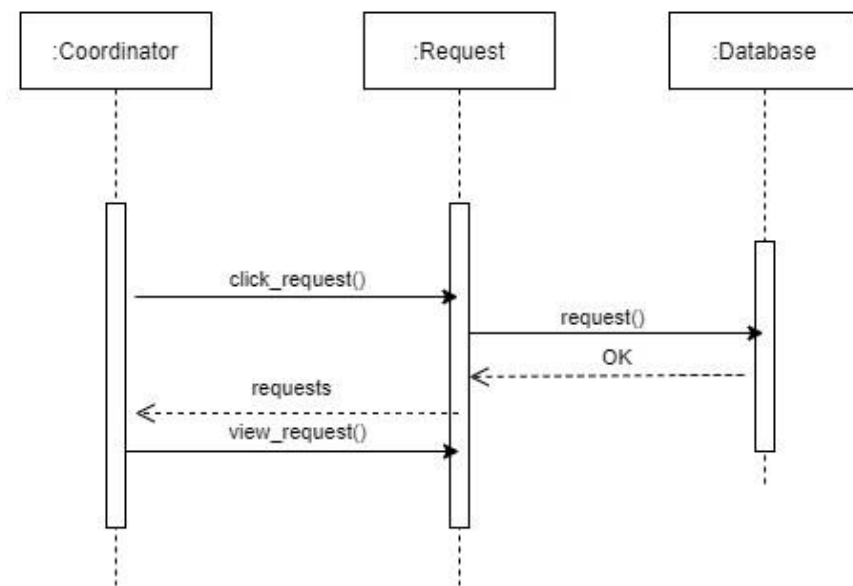 :Coordinator
:Request
:Database
click_request()
request()
OK
requests
view_request()